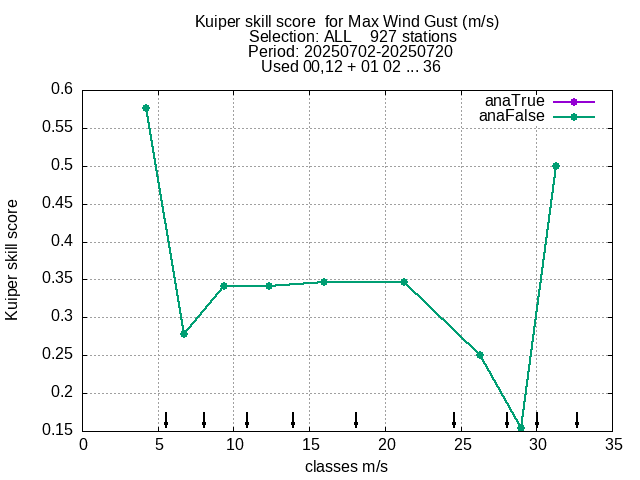 Kuiper skill score  for Max Wind Gust (m/s)
Selection: ALL    927 stations
Period: 20250702-20250720
Used 00,12 + 01 02 ... 36
anaTrue
anaFalse
0.6
0.55
0.5
0.45
0.4
0.35
0.3
0.25
0.2
0.15
Kuiper skill score
0 5 10 15 20 25 30 35
classes m/s